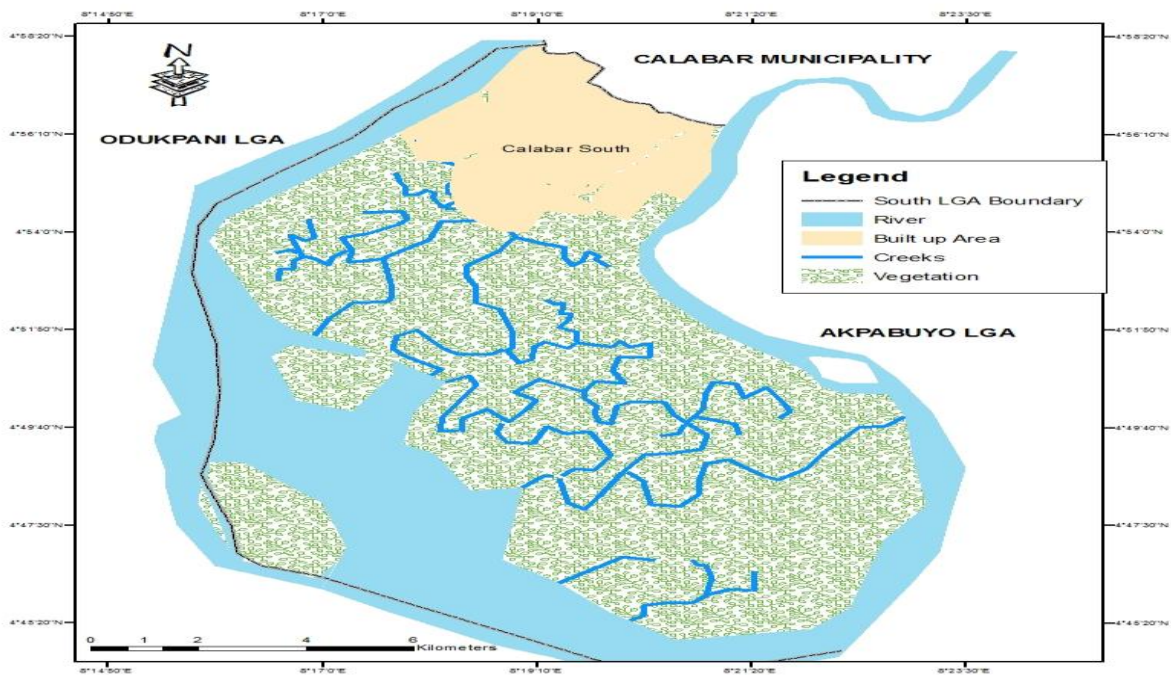 8°14'50"E 8°17'0"E 8°19'10"E 8°21'20"E 8°23'30"E
4°58'20"N 4°58'20"N
N
CALABAR MUNICIPALITY
4°56'10"N 4°56'10"N
ODUKPANI LGA
Calabar South
Legend
South LGA Boundary
River
Built up Area
Creeks
Vegetation
4°54'0"N 4°54'0"N
4°51'50"N 4°51'50"N
AKPABUYO LGA
4°49'40"N 4°49'40"N
4°47'30"N 4°47'30"N
4°45'20"N 4°45'20"N
0 1 2 4 6
Kilometers
8°14'50"E 8°17'0"E 8°19'10"E 8°21'20"E 8°23'30"E